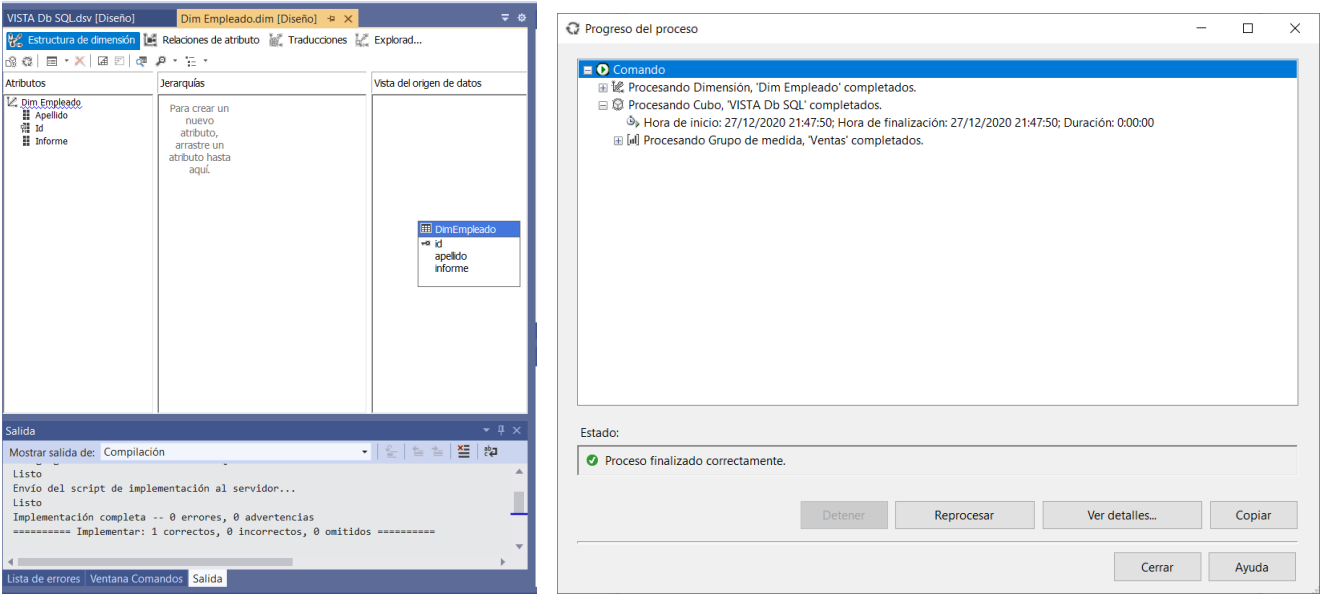 VISTA Db SQL.dsv [Diseño]
Dim Empleado.dim [Diseño]
Estructura de dimensión
Relaciones de atributo
Traducciones
Explorad...
Atributos
Dim Empleado
Apellido
Id
Informe
Jerarquías
Para crear un
nuevo
atributo,
arrastre un
atributo hasta
aquí.
Vista del origen de datos
DimEmpleado
id
apellido
informe
Salida
Mostrar salida de: Compilación
Listo
Envío del script de implementación al servidor...
Listo
Implementación completa -- 0 errores, 0 advertencias
========== Implementar: 1 correctos, 0 incorrectos, 0 omitidos ==========
Lista de errores
Ventana Comandos
Salida
Progreso del proceso
Comando
Procesando Dimensión, 'Dim Empleado' completados.
Procesando Cubo, 'VISTA Db SQL' completados.
Hora de inicio: 27/12/2020 21:47:50; Hora de finalización: 27/12/2020 21:47:50; Duración: 0:00:00
Procesando Grupo de medida, 'Ventas' completados.
Estado:
Proceso finalizado correctamente.
Detener
Reprocesar
Ver detalles...
Copiar
Cerrar
Ayuda